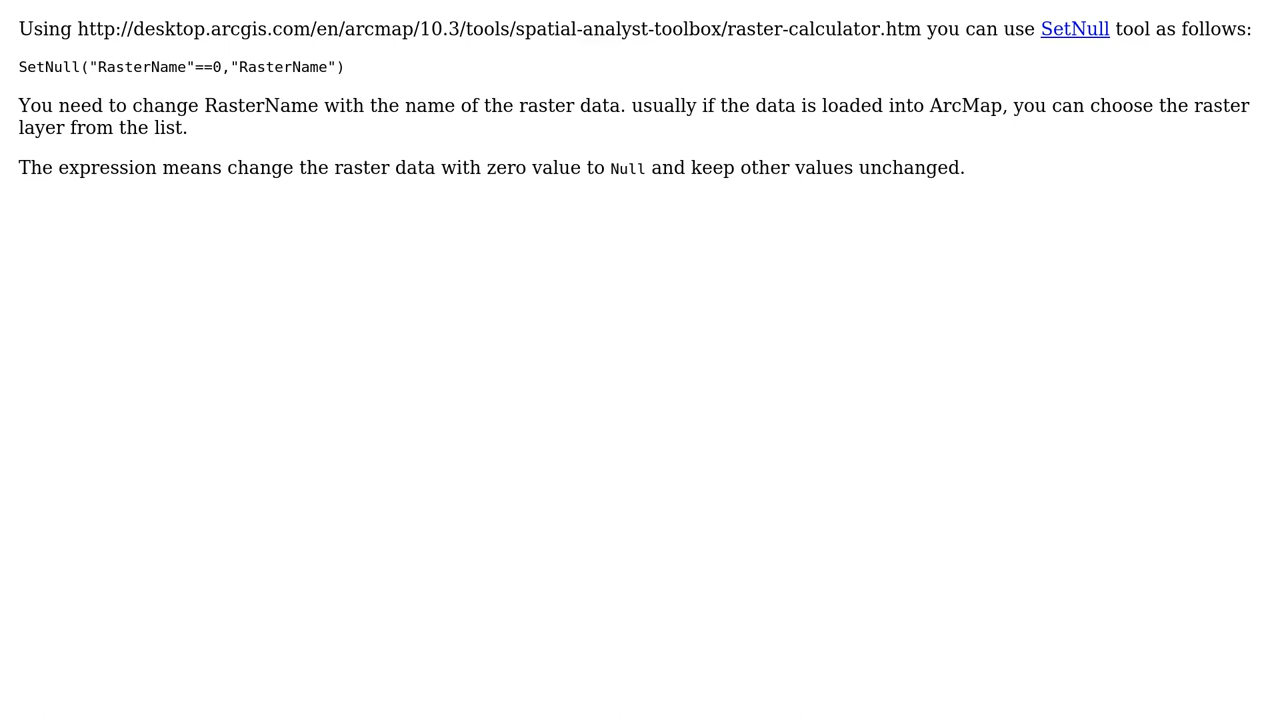 Using http://desktop.arcgis.com/en/arcmap/10.3/tools/spatial-analyst-toolbox/raster-calculator.htm you can use SetNull tool as follows:
SetNull("RasterName"==0,"RasterName")
You need to change RasterName with the name of the raster data. usually if the data is loaded into ArcMap, you can choose the raster
layer from the list.
The expression means change the raster data with zero value to Null and keep other values unchanged.